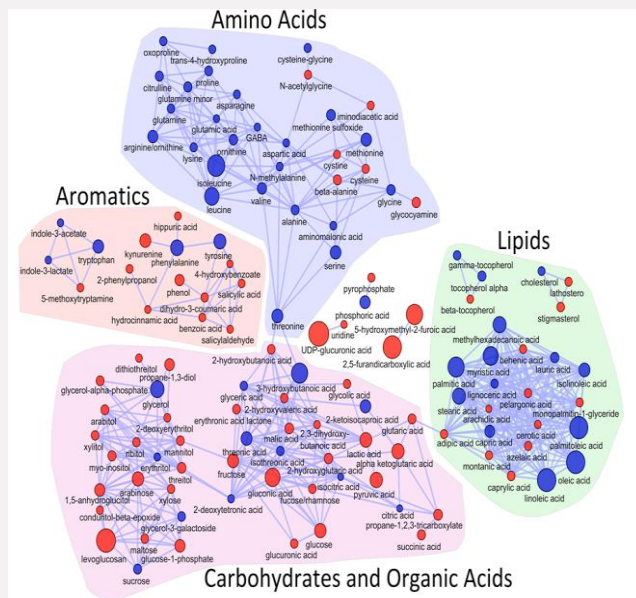 Amino Acids
oxoproline
trans-4-hydroxyproline
cysteine-glycine
proline
N-acetylglycine
citrulline
glutamine minor
asparagine
iminodiacetic acid
glutamine
methionine sulfoxide
glutamic acid
GABA
arginine/ornithine
ornithine
aspartic acid
methionine
lysine
cystine
isoleucine
N-methylalanine
cysteine
beta-alanine
leucine
valine
glycine
alanine
glycocyamine
aminomalonic acid
serine
threonine
Aromatics
hippuric acid
indole-3-acetate
kynurenine
tyrosine
tryptophan
phenylalanine
indole-3-lactate
4-hydroxybenzoate
2-phenylpropanol
phenol
salicylic acid
5-methoxytryptamine
dihydro-3-coumaric acid
hydrocinnamic acid
benzoic acid
salicylaldehyde
pyrophosphate
phosphoric acid
5-hydroxymethyl-2-furoic acid
uridine
UDP-glucuronic acid
2,5-furandicarboxylic acid
Lipids
gamma-tocopherol
cholesterol
tocopherol alpha
lathostero
beta-tocopherol
stigmasterol
methylhexadecanoic acid
behenic acid
lauric acid
myristic acid
isolinoleic acid
palmitic acid
lignoceric acid
pelargonic acid
stearic acid
arachidic acid
monopalmitin-1-glyceride
cerotic acid
adipic acid
capric acid
palmitoleic acid
azelaic acid
montanic acid
oleic acid
caprylic acid
linoleic acid
2-hydroxybutanoic acid
dithiothreitol
propane-1,3-diol
3-hydroxybutanoic acid
glycerol-alpha-phosphate
glycerol
glyceric acid
glycolic acid
2-hydroxyvaleric acid
arabitol
2-deoxyerythritol
erythronic acid lactone
2-ketoisocaproic acid
glutaric acid
xylitol
ribitol
mannitol
malic acid
2,3-dihydroxy-
butanoic acid
threonic acid
lactic acid
myo-inositol
erythritol
isothreonic acid
alpha ketoglutaric acid
threitol
fructose
2-hydroxyglutaric acid
1,5-anhydroglucitol
arabinose
xylose
gluconic acid
isocitric acid
pyruvic acid
conduritol-beta-epoxide
fucose/rhamnose
2-deoxytetronic acid
glycerol-3-galactoside
citric acid
propane-1,2,3-tricarboxylate
levoglucosan
maltose
glucose-1-phosphate
glucose
succinic acid
glucuronic acid
sucrose
Carbohydrates and Organic Acids